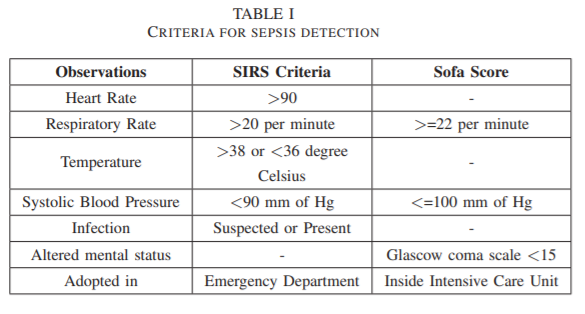 TABLE I
CRITERIA FOR SEPSIS DETECTION
Observations SIRS Criteria Sofa Score
Heart Rate >90 -
Respiratory Rate >20 per minute >=22 per minute
Temperature >38 or <36 degree Celsius -
Systolic Blood Pressure <90 mm of Hg <=100 mm of Hg
Infection Suspected or Present -
Altered mental status - Glascow coma scale <15
Adopted in Emergency Department Inside Intensive Care Unit